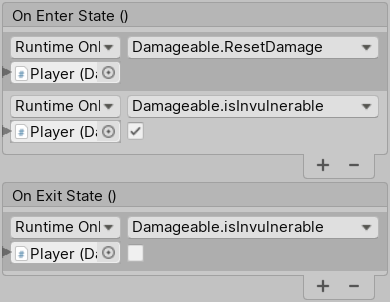 On Enter State ()
Runtime Onl Damageable.ResetDamage
Player (Da
Runtime Onl Damageable.isInvulnerable
Player (Da
On Exit State ()
Runtime Onl Damageable.isInvulnerable
Player (Da